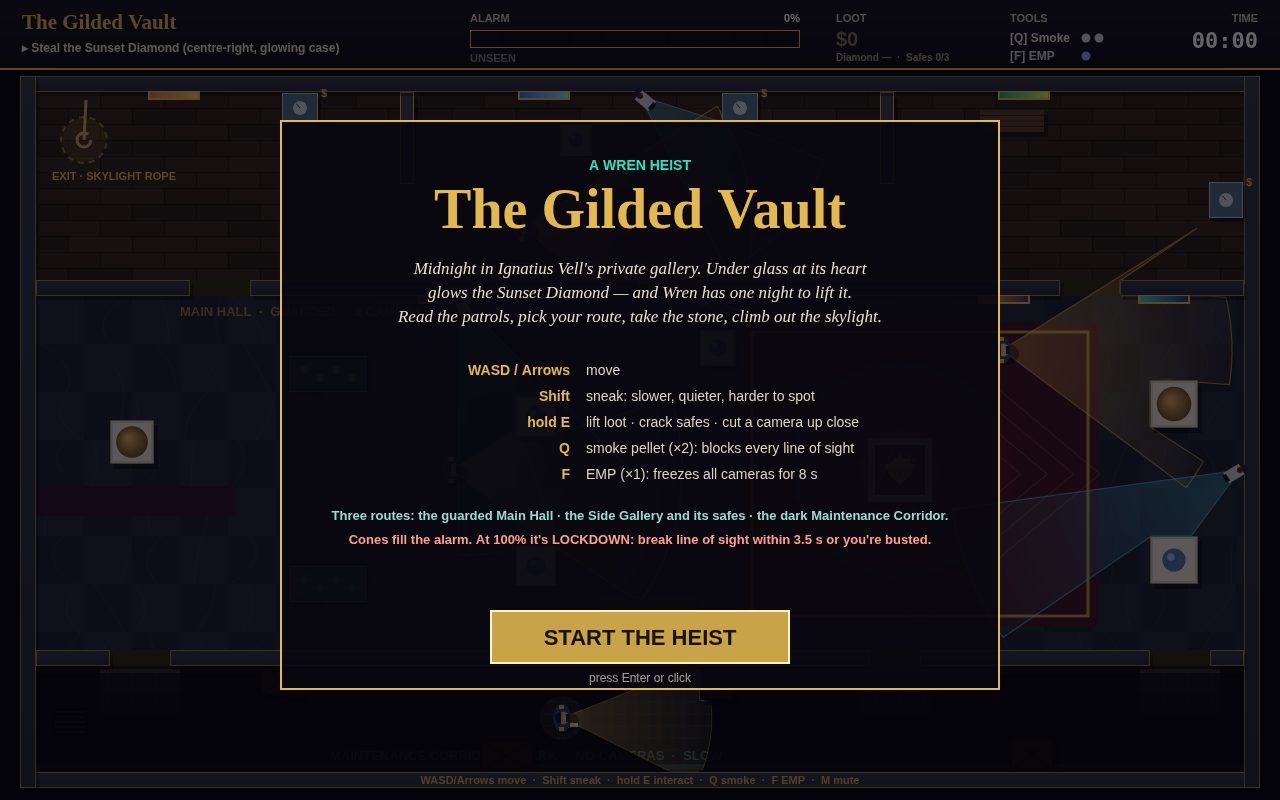 The Gilded Vault
▸ Steal the Sunset Diamond (centre-right, glowing case)
ALARM 0%
UNSEEN
LOOT
$0
Diamond — · Safes 0/3
TOOLS
[Q] Smoke
[F] EMP
TIME
00:00
$
$
$
EXIT · SKYLIGHT ROPE
MAIN HALL · G
A WREN HEIST
The Gilded Vault
Midnight in Ignatius Vell's private gallery. Under glass at its heart
glows the Sunset Diamond — and Wren has one night to lift it.
Read the patrols, pick your route, take the stone, climb out the skylight.
WASD / Arrows move
Shift sneak: slower, quieter, harder to spot
hold E lift loot · crack safes · cut a camera up close
Q smoke pellet (×2): blocks every line of sight
F EMP (×1): freezes all cameras for 8 s
Three routes: the guarded Main Hall · the Side Gallery and its safes · the dark Maintenance Corridor.
Cones fill the alarm. At 100% it's LOCKDOWN: break line of sight within 3.5 s or you're busted.
START THE HEIST
press Enter or click
MAINTENANCE CORRIDOR NO CAMERAS · SLOW
WASD/Arrows move · Shift sneak · hold E interact · Q smoke · F EMP · M mute